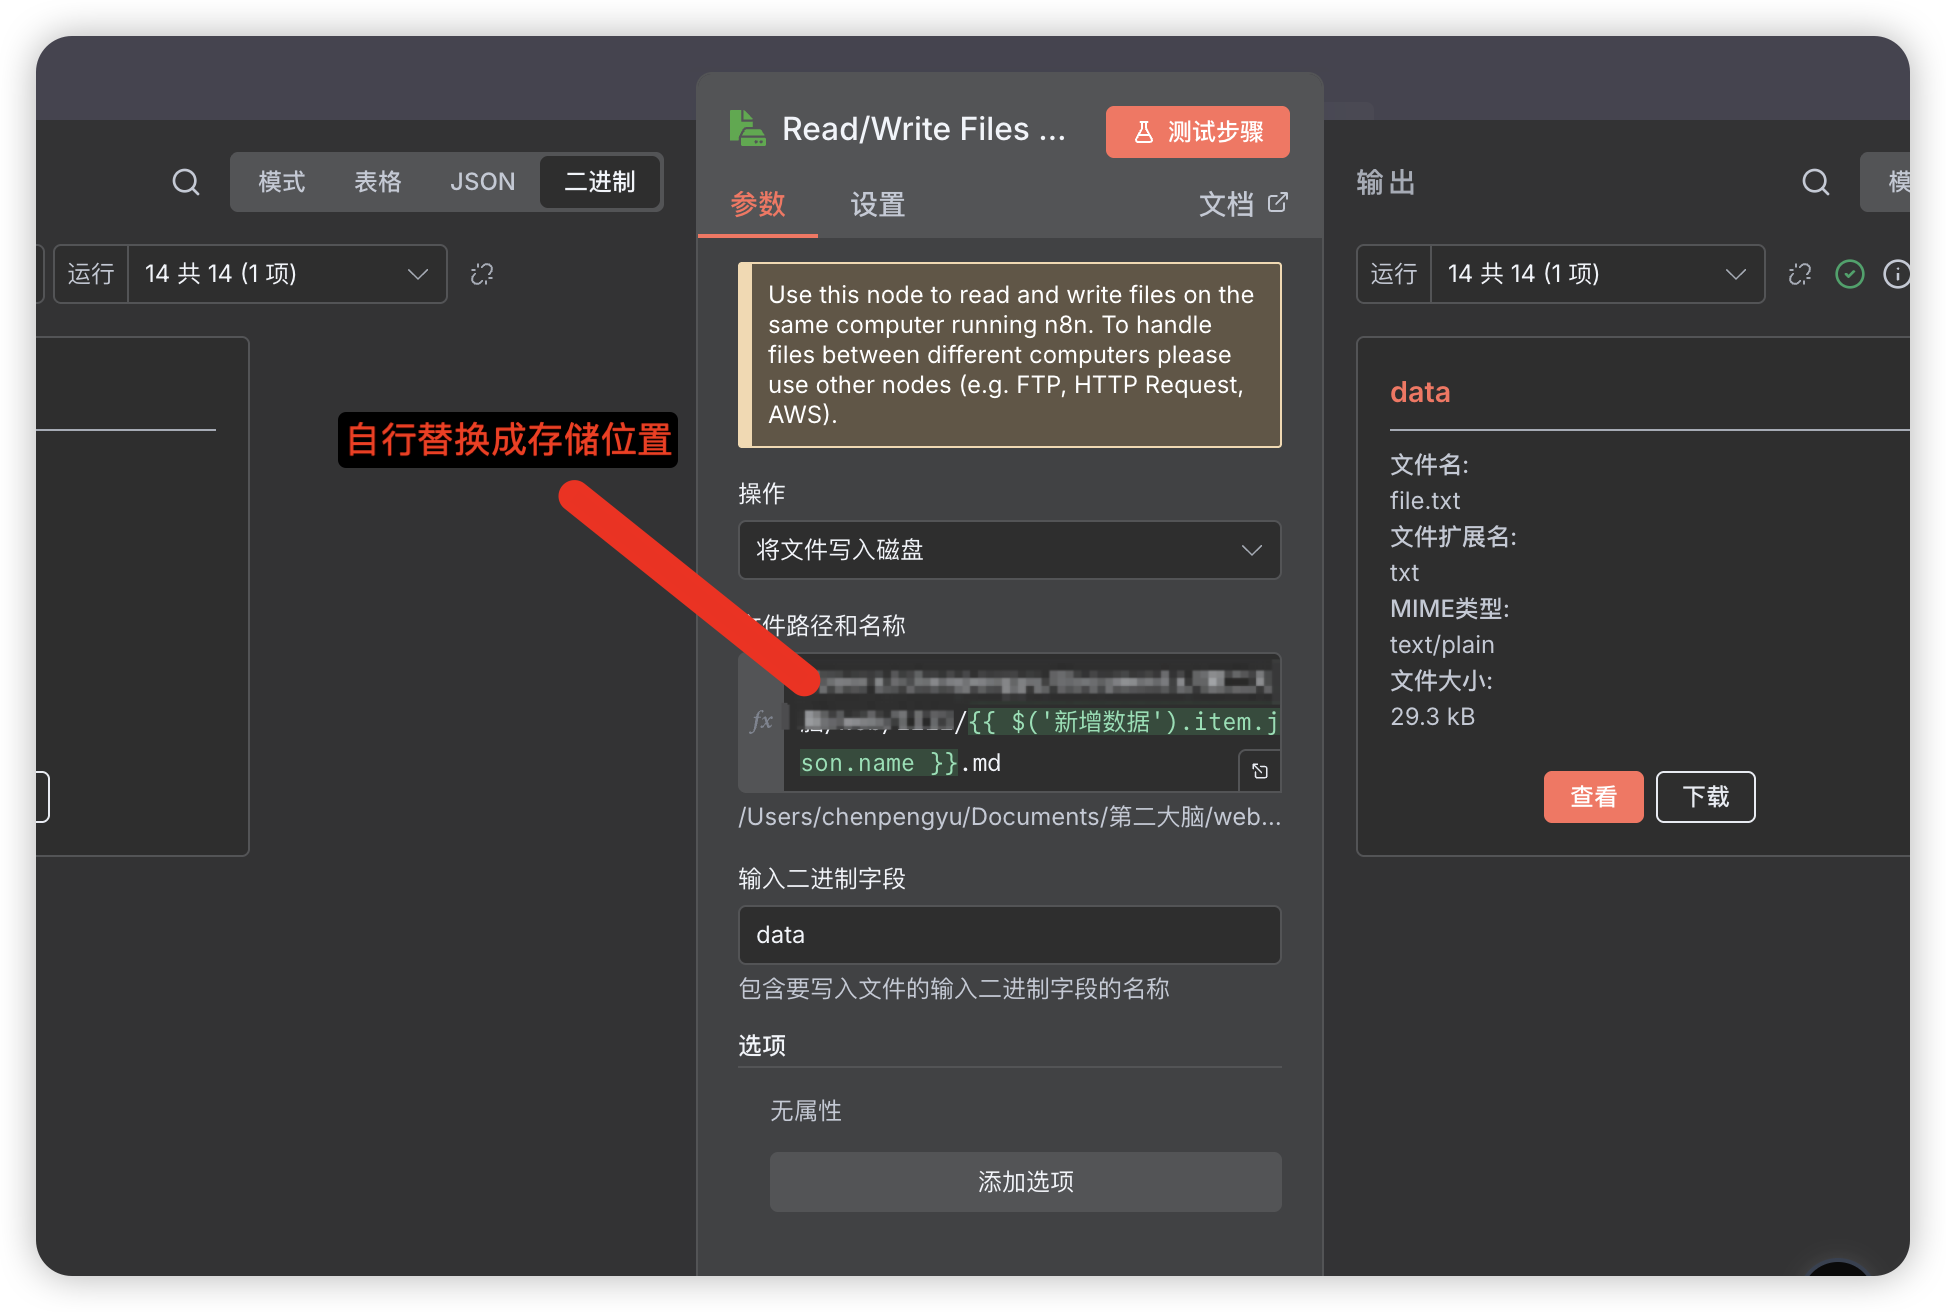 模式
表格
JSON
二进制
运行
14 共 14 (1 项)
自行替换成存储位置
Read/Write Files ...
测试步骤
参数
设置
文档
Use this node to read and write files on the
same computer running n8n. To handle
files between different computers please
use other nodes (e.g. FTP, HTTP Request,
AWS).
操作
将文件写入磁盘
件路径和名称
fx
/{{ $('新增数据').item.j
son.name }}.md
/Users/chenpengyu/Documents/第二大脑/web...
输入二进制字段
data
包含要写入文件的输入二进制字段的名称
选项
无属性
添加选项
输出
模
运行
14 共 14 (1 项)
data
文件名:
file.txt
文件扩展名:
txt
MIME类型:
text/plain
文件大小:
29.3 kB
查看
下载